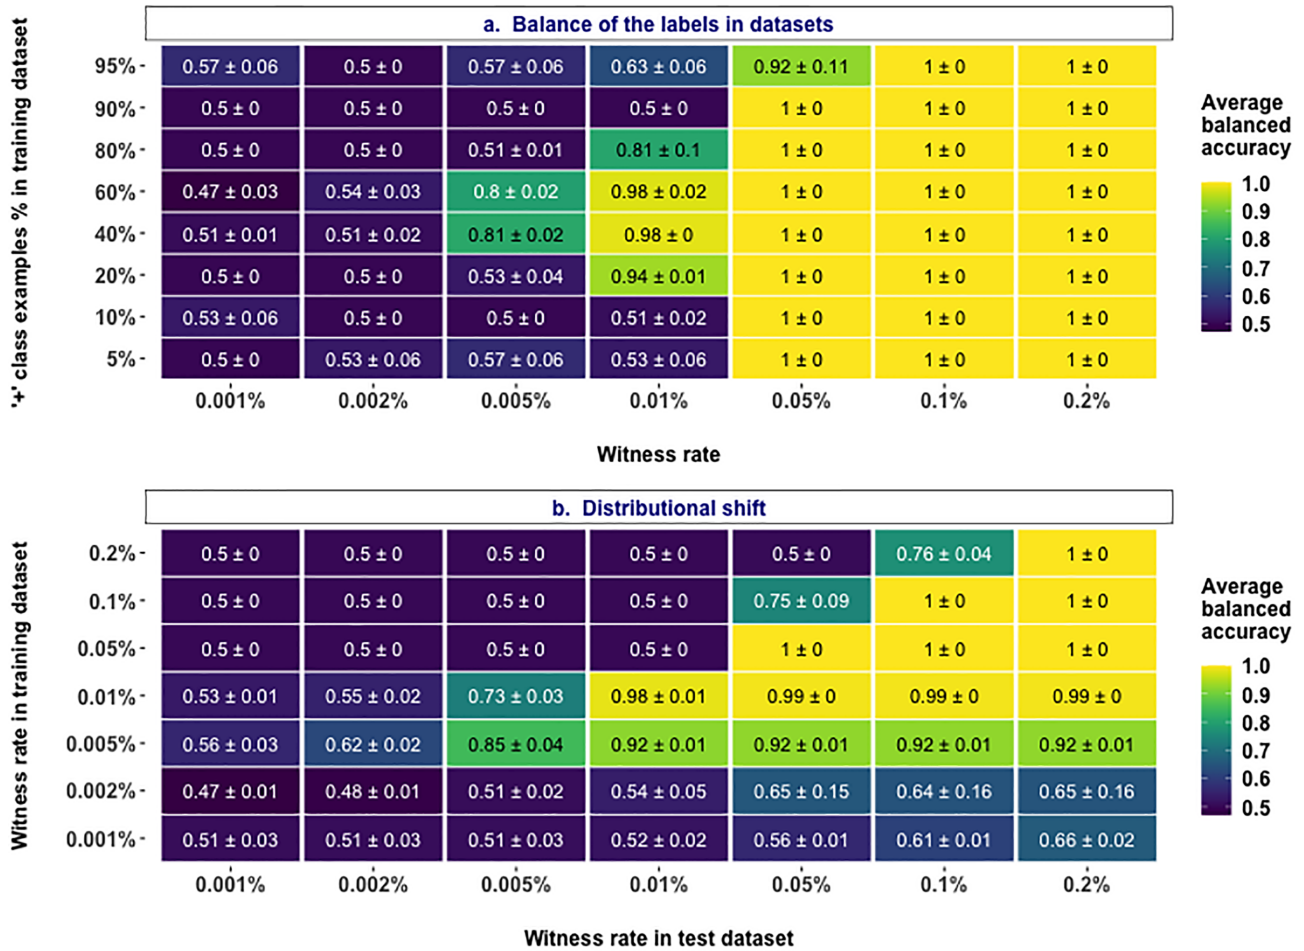 a. Balance of the labels in datasets
'+' class examples % in training dataset
95% 0.57 ± 0.06 0.5 ± 0 0.57 ± 0.06 0.63 ± 0.06 0.92 ± 0.11 1 ± 0 1 ± 0
90% 0.5 ± 0 0.5 ± 0 0.5 ± 0 0.5 ± 0 1 ± 0 1 ± 0 1 ± 0
80% 0.5 ± 0 0.5 ± 0 0.51 ± 0.01 0.81 ± 0.1 1 ± 0 1 ± 0 1 ± 0
60% 0.47 ± 0.03 0.54 ± 0.03 0.8 ± 0.02 0.98 ± 0.02 1 ± 0 1 ± 0 1 ± 0
40% 0.51 ± 0.01 0.51 ± 0.02 0.81 ± 0.02 0.98 ± 0 1 ± 0 1 ± 0 1 ± 0
20% 0.5 ± 0 0.5 ± 0 0.53 ± 0.04 0.94 ± 0.01 1 ± 0 1 ± 0 1 ± 0
10% 0.53 ± 0.06 0.5 ± 0 0.5 ± 0 0.51 ± 0.02 1 ± 0 1 ± 0 1 ± 0
5% 0.5 ± 0 0.53 ± 0.06 0.57 ± 0.06 0.53 ± 0.06 1 ± 0 1 ± 0 1 ± 0
0.001% 0.002% 0.005% 0.01% 0.05% 0.1% 0.2%
Witness rate
Average
balanced
accuracy
1.0
0.9
0.8
0.7
0.6
0.5
b. Distributional shift
Witness rate in training dataset
0.2% 0.5 ± 0 0.5 ± 0 0.5 ± 0 0.5 ± 0 0.5 ± 0 0.76 ± 0.04 1 ± 0
0.1% 0.5 ± 0 0.5 ± 0 0.5 ± 0 0.5 ± 0 0.75 ± 0.09 1 ± 0 1 ± 0
0.05% 0.5 ± 0 0.5 ± 0 0.5 ± 0 0.5 ± 0 1 ± 0 1 ± 0 1 ± 0
0.01% 0.53 ± 0.01 0.55 ± 0.02 0.73 ± 0.03 0.98 ± 0.01 0.99 ± 0 0.99 ± 0 0.99 ± 0
0.005% 0.56 ± 0.03 0.62 ± 0.02 0.85 ± 0.04 0.92 ± 0.01 0.92 ± 0.01 0.92 ± 0.01 0.92 ± 0.01
0.002% 0.47 ± 0.01 0.48 ± 0.01 0.51 ± 0.02 0.54 ± 0.05 0.65 ± 0.15 0.64 ± 0.16 0.65 ± 0.16
0.001% 0.51 ± 0.03 0.51 ± 0.03 0.51 ± 0.03 0.52 ± 0.02 0.56 ± 0.01 0.61 ± 0.01 0.66 ± 0.02
0.001% 0.002% 0.005% 0.01% 0.05% 0.1% 0.2%
Witness rate in test dataset
Average
balanced
accuracy
1.0
0.9
0.8
0.7
0.6
0.5